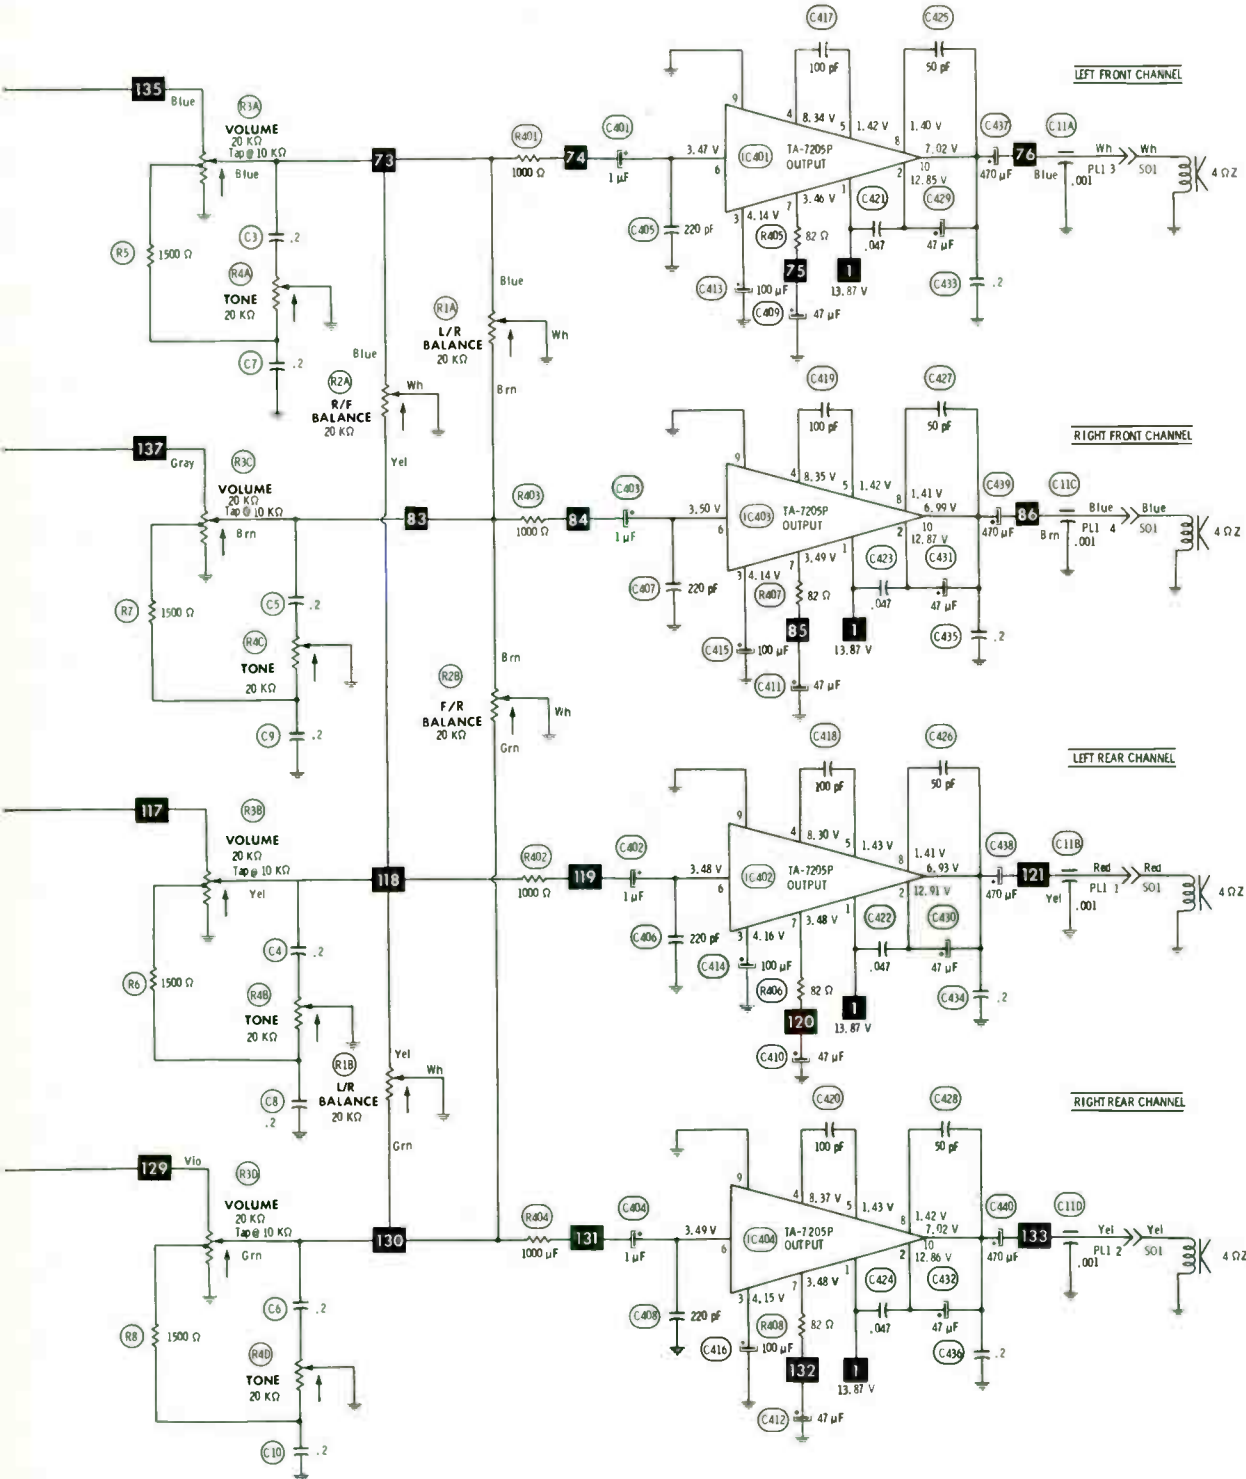 C417
C425
100 pF
50 pF
LEFT FRONT CHANNEL
135
Blue
R3A
VOLUME
20 KΩ
Tap @ 10 KΩ
Blue
R5
1500 Ω
C3
.2
R4A
TONE
20 KΩ
C7
.2
73
Blue
R2A
R/F
BALANCE
20 KΩ
Wh
Yel
Blue
R1A
L/R
BALANCE
20 KΩ
Wh
Brn
R401
1000 Ω
74
C401
1 µF
C405
220 pF
3.47 V
6
IC401
TA-7205P
OUTPUT
9
4
8.34 V
5
1.42 V
8
1.40 V
7.02 V
10
2
12.85 V
1
7
3.46 V
3
4.14 V
C413
100 µF
R405
82 Ω
75
C409
47 µF
1
13.87 V
C421
.047
C429
47 µF
C433
.2
C437
470 µF
76
Blue
C11A
.001
Wh
PL1 3
Wh
SO1
4 Ω Z
C419
C427
100 pF
50 pF
RIGHT FRONT CHANNEL
137
Gray
R3C
VOLUME
20 KΩ
Tap @ 10 KΩ
Brn
R7
1500 Ω
C5
.2
R4C
TONE
20 KΩ
C9
.2
83
Brn
R2B
F/R
BALANCE
20 KΩ
Wh
Grn
R403
1000 Ω
84
C403
1 µF
C407
220 pF
3.50 V
6
IC403
TA-7205P
OUTPUT
9
4
8.35 V
5
1.42 V
8
1.41 V
6.99 V
10
2
12.87 V
1
7
3.49 V
3
4.14 V
C415
100 µF
R407
82 Ω
85
C411
47 µF
1
13.87 V
C423
.047
C431
47 µF
C435
.2
C439
470 µF
86
Brn
C11C
.001
Blue
PL1 4
Blue
SO1
4 Ω Z
C418
C426
100 pF
50 pF
LEFT REAR CHANNEL
117
R3B
VOLUME
20 KΩ
Tap @ 10 KΩ
Yel
R6
1500 Ω
C4
.2
R4B
TONE
20 KΩ
C8
.2
118
Yel
R1B
L/R
BALANCE
20 KΩ
Wh
Grn
R402
1000 Ω
119
C402
1 µF
C406
220 pF
3.48 V
6
IC402
TA-7205P
OUTPUT
9
4
8.30 V
5
1.43 V
8
1.41 V
6.93 V
2
12.91 V
1
7
3.48 V
3
4.16 V
C414
100 µF
R406
82 Ω
120
C410
47 µF
1
13.87 V
C422
.047
C430
47 µF
C434
.2
C438
470 µF
121
Yel
C11B
.001
Red
PL1 1
Red
SO1
4 Ω Z
C420
C428
100 pF
50 pF
RIGHT REAR CHANNEL
129
Vio
R3D
VOLUME
20 KΩ
Tap @ 10 KΩ
Grn
R8
1500 Ω
C6
.2
R4D
TONE
20 KΩ
C10
.2
130
R404
1000 µF
131
C404
1 µF
C408
220 pF
3.49 V
6
IC404
TA-7205P
OUTPUT
9
4
8.37 V
5
1.43 V
8
1.42 V
7.02 V
10
2
12.86 V
1
7
3.48 V
3
4.15 V
C416
100 µF
R408
82 Ω
132
C412
47 µF
1
13.87 V
C424
.047
C432
47 µF
C436
.2
C440
470 µF
133
C11D
.001
Yel
PL1 2
Yel
SO1
4 Ω Z